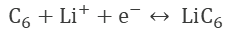 C₆ + Li⁺ + e⁻ ↔ LiC₆